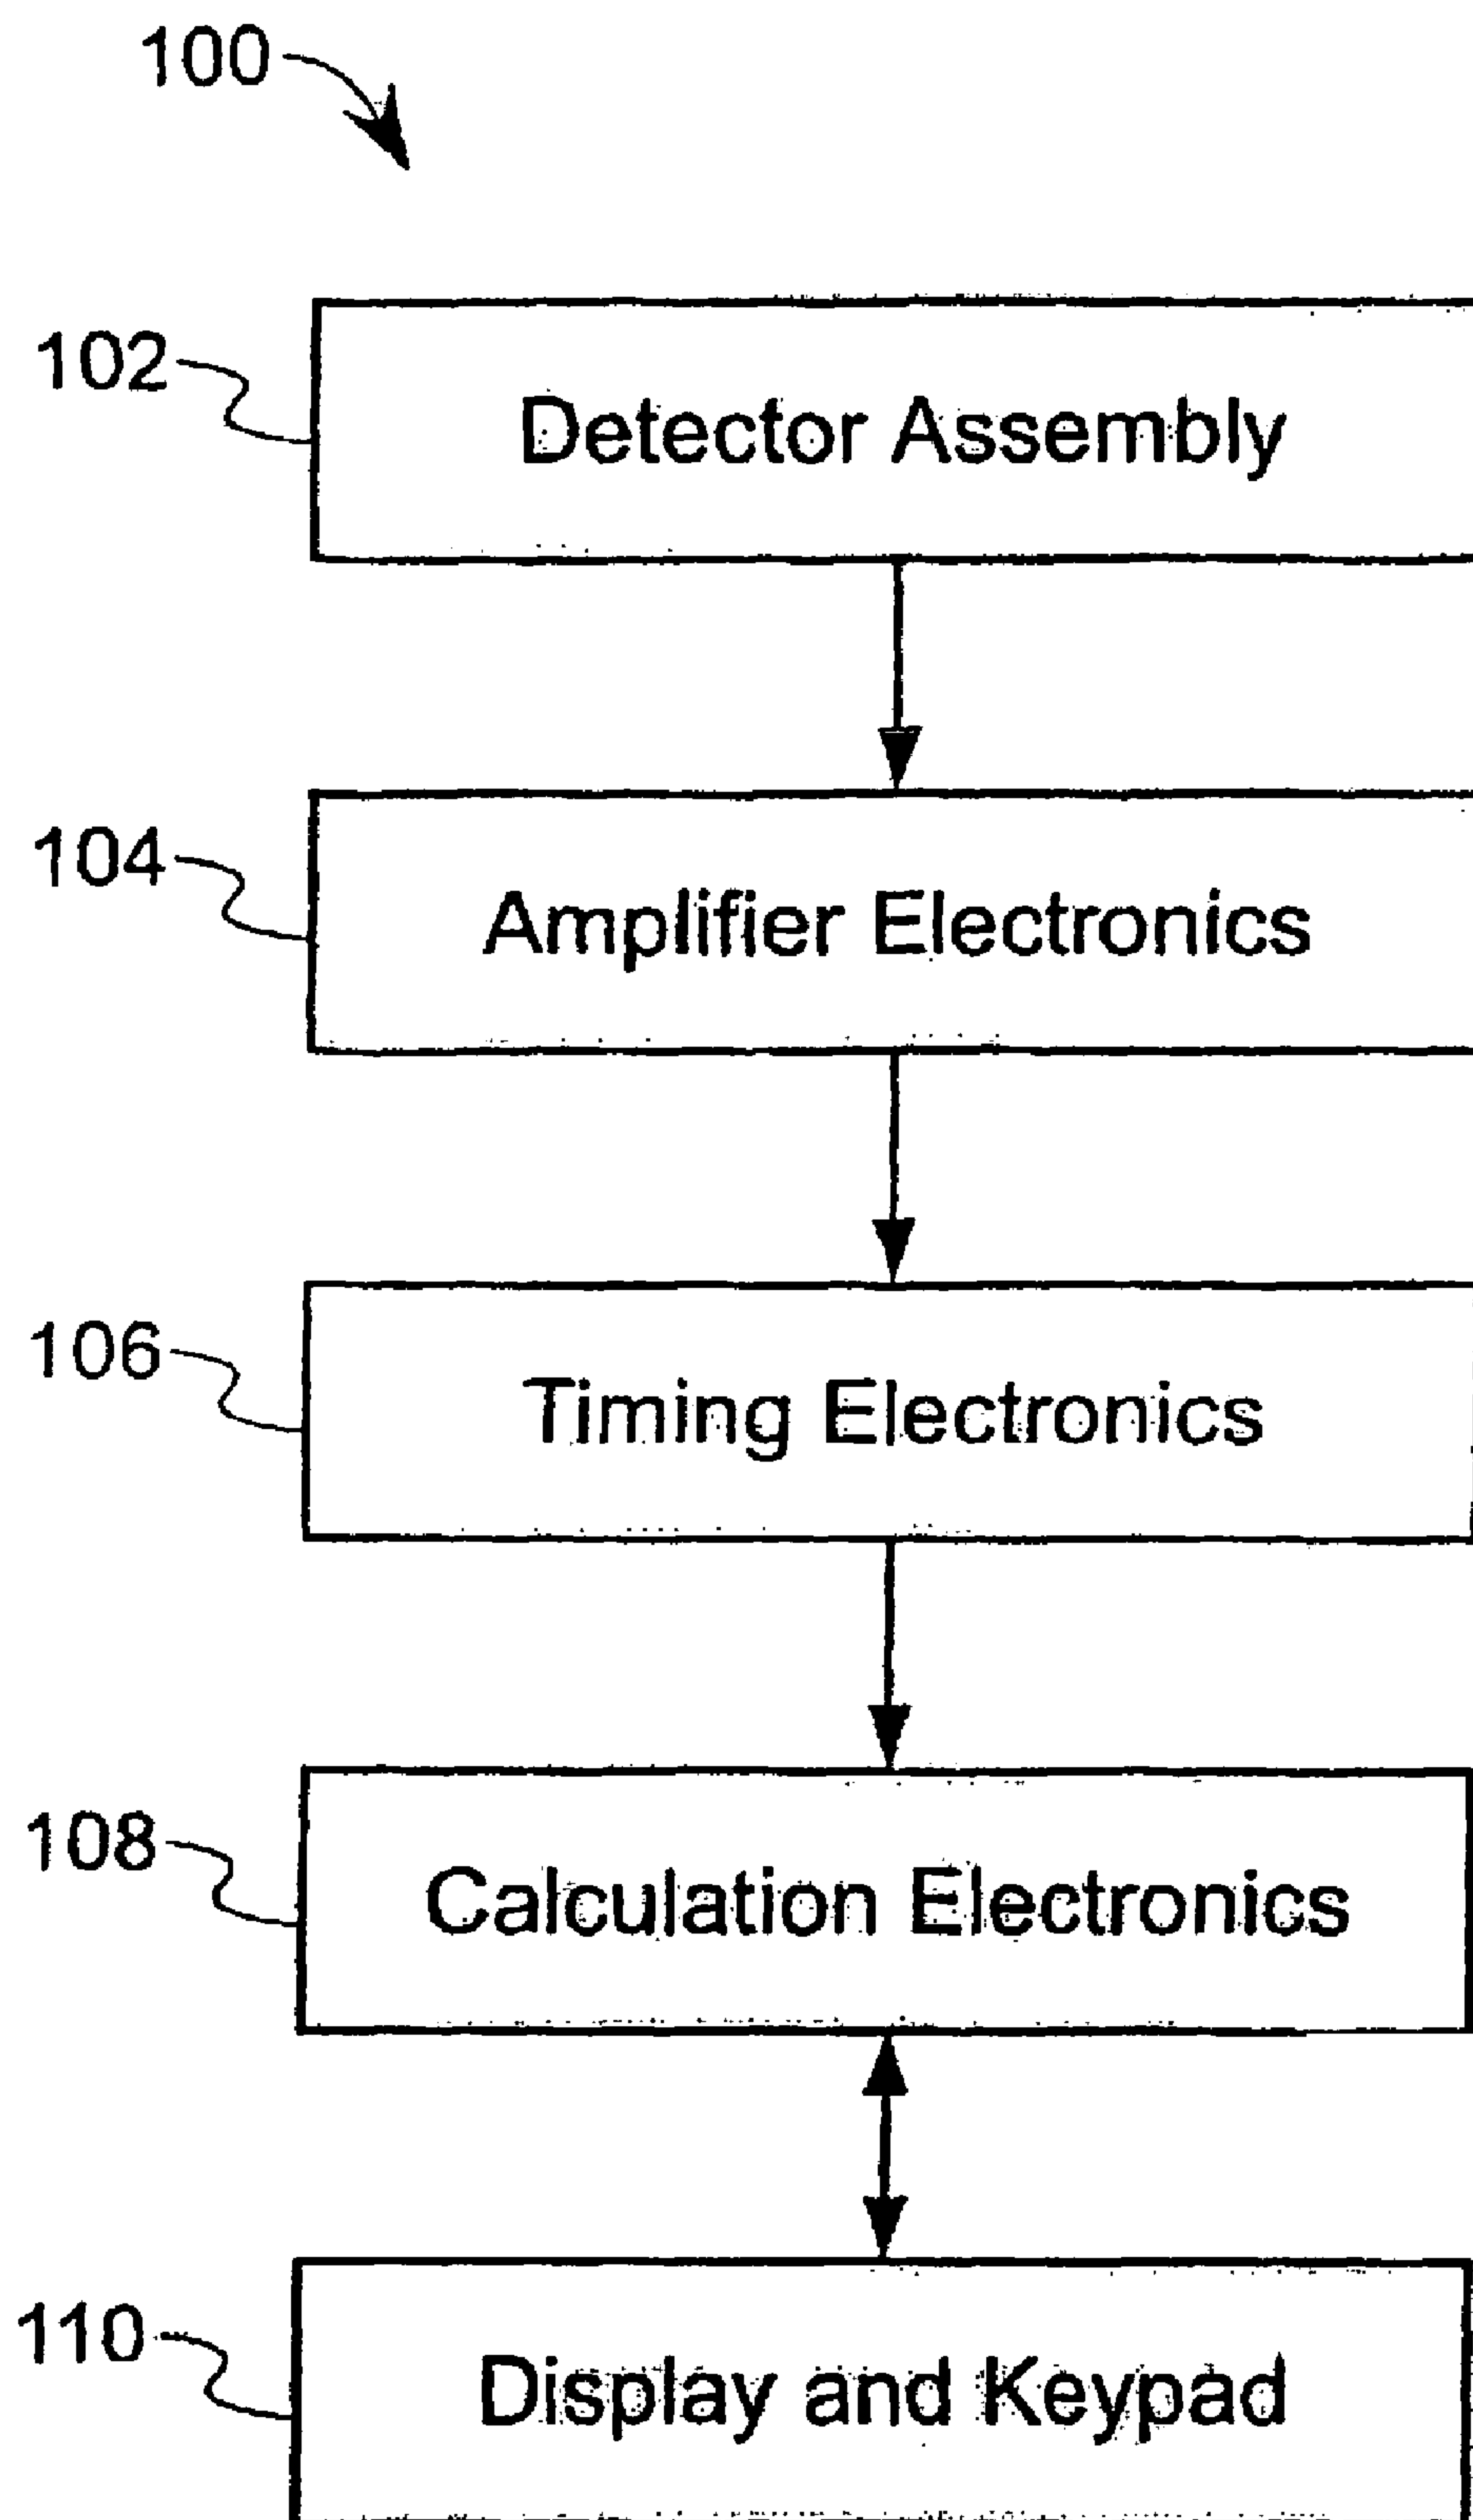 100
102
Detector Assembly
104
Amplifier Electronics
106
Timing Electronics
108
Calculation Electronics
110
Display and Keypad